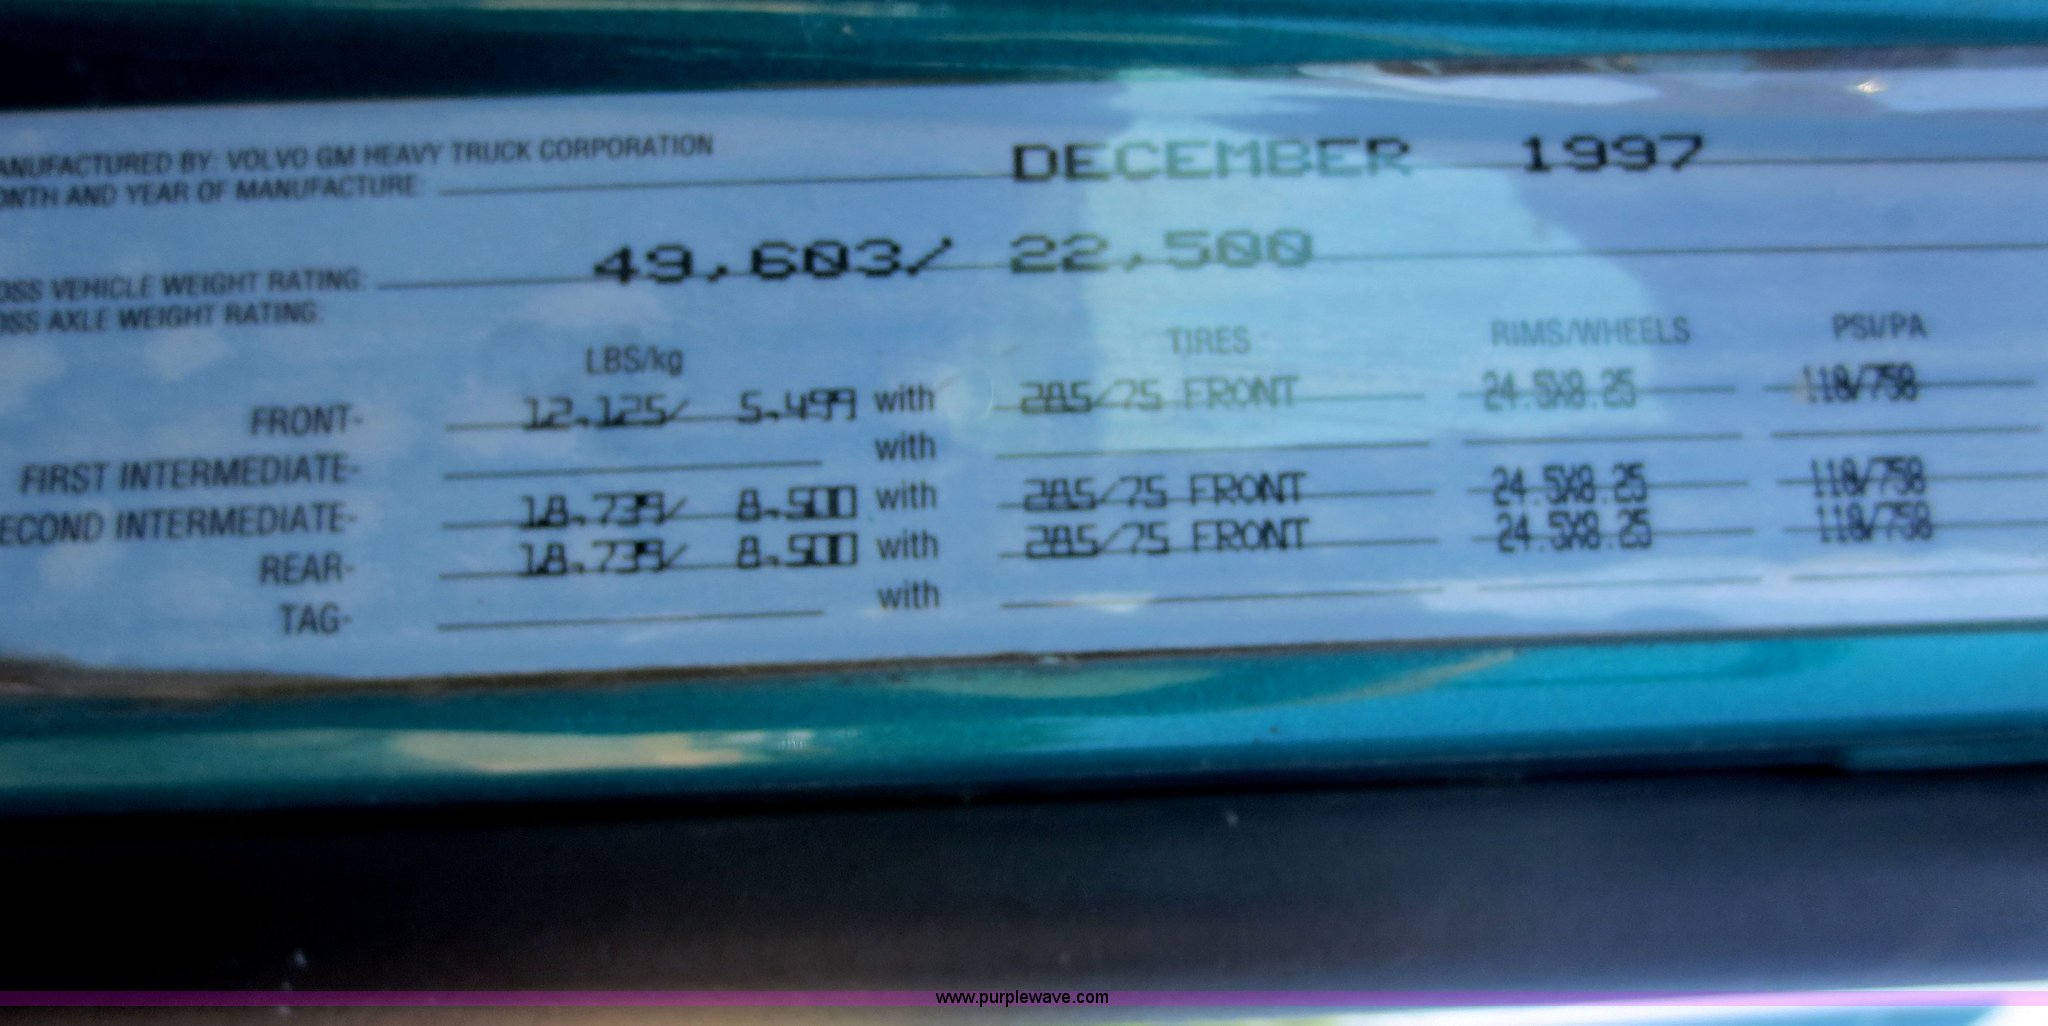 ANUFACTURED BY: VOLVO GM HEAVY TRUCK CORPORATION
ONTH AND YEAR OF MANUFACTURE: DECEMBER 1997
OSS VEHICLE WEIGHT RATING: 49,603/ 22,500
OSS AXLE WEIGHT RATING:
LBS/kg TIRES RIMS/WHEELS PSI/PA
FRONT- 12,125/ 5,499 with 285/75 FRONT 24.5X8.25 110/758
FIRST INTERMEDIATE- with
ECOND INTERMEDIATE- 18,739/ 8,500 with 285/75 FRONT 24.5X8.25 110/758
REAR- 18,739/ 8,500 with 285/75 FRONT 24.5X8.25 110/758
TAG- with
www.purplewave.com